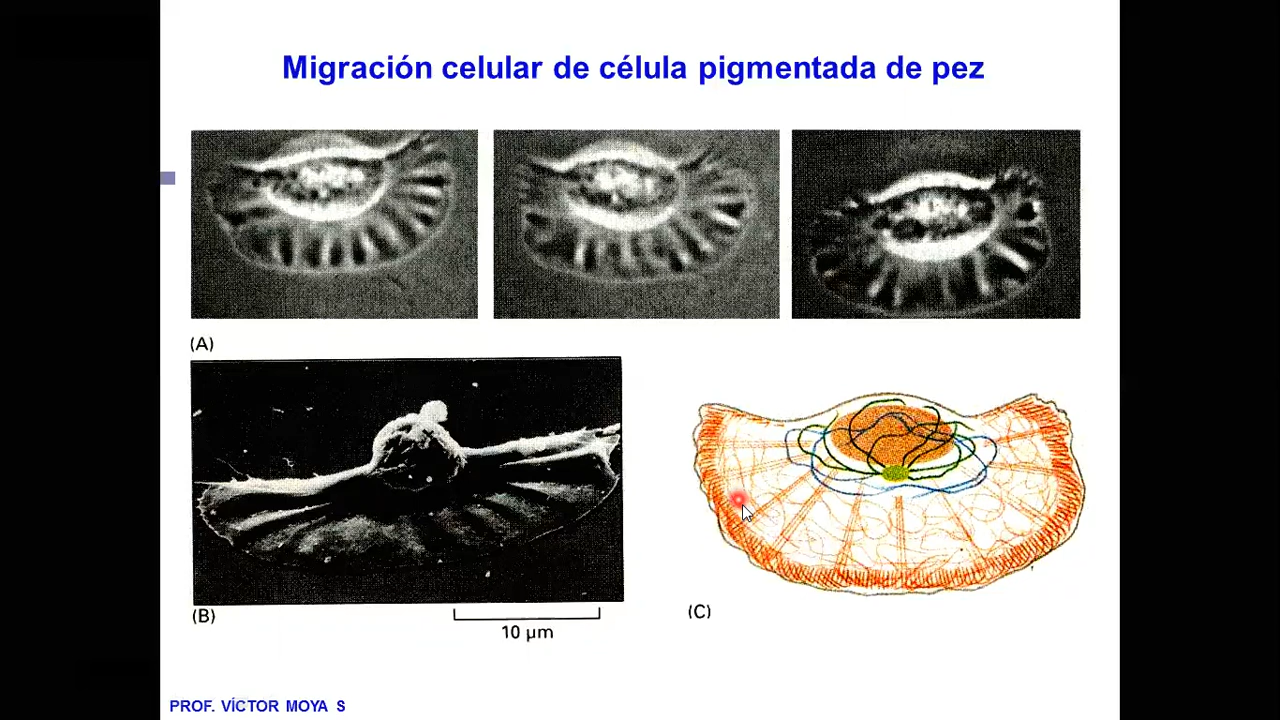 Migración celular de célula pigmentada de pez
(A)
(B)
10 µm
(C)
PROF. VÍCTOR MOYA S